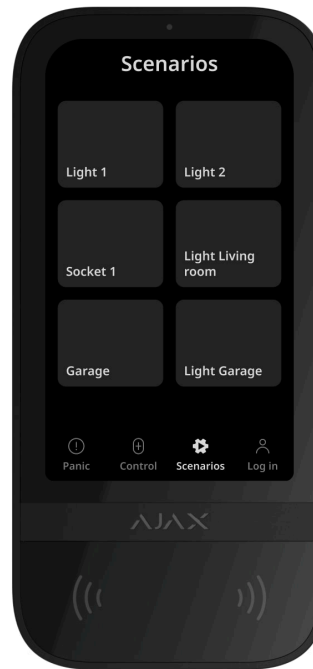 Scenarios
Light 1
Light 2
Socket 1
Light Living
room
Garage
Light Garage
Panic
Control
Scenarios
Log in
AJAX